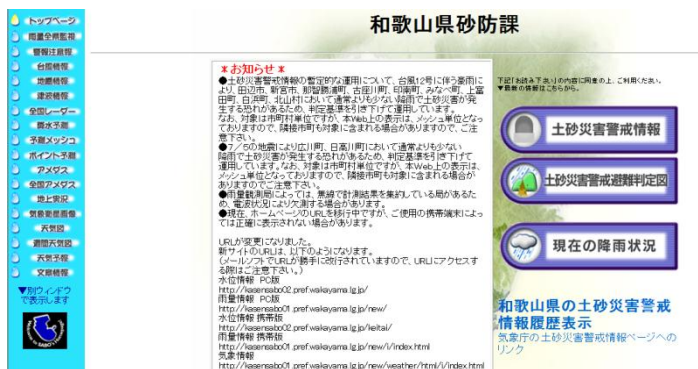 トップページ
雨量全県監視
警報注意報
台風情報
地震情報
津波情報
全国レーダー
降水予測
予測メッシュ
ポイント予測
アメダス
全国アメダス
地上実況
気象衛星画像
天気図
週間天気図
天気予報
文章情報
▼別ウィンドウ
で表示します
和歌山県砂防課
*お知らせ*
●土砂災害警戒情報の暫定的な運用について、台風12号に伴う豪雨に
より、田辺市、新宮市、那智勝浦町、古座川町、印南町、みなべ町、上富
田町、白浜町、北山村において通常よりも少ない降雨で土砂災害が発
生する恐れがあるため、判定基準を引き下げて運用しています。
なお、対象は市町村単位ですが、本Web上の表示は、メッシュ単位となっ
ておりますので、隣接市町も対象に含まれる場合がありますので、ご注
意下さい。
●7/5の地震により広川町、日高川町において通常よりも少ない
降雨で土砂災害が発生する恐れがあるため、判定基準を引き下げて
運用しています。なお、対象は市町村単位ですが、本Web上の表示は、
メッシュ単位となっておりますので、隣接市町も対象に含まれる場合が
ありますのでご注意下さい。
●雨量観測局によっては、無線で計測結果を集約している局があるた
め、電波状況により欠測する場合があります。
●現在、ホームページのURLを移行中ですが、ご使用の携帯端末によっ
ては正確に表示されない場合があります。
URLが変更になりました。
新サイトのURLは、以下のようになります。
(メールソフトでURLが勝手に改行されていますので、URLにアクセスす
る際はご注意下さい。)
水位情報 PC版
http://kasensabo02.pref.wakayama.lg.jp/
雨量情報 PC版
http://kasensabo01.pref.wakayama.lg.jp/new/
水位情報 携帯版
http://kasensabo02.pref.wakayama.lg.jp/keitai/
雨量情報 携帯版
http://kasensabo01.pref.wakayama.lg.jp/new/i/index.html
気象情報
http://kasensabo01.pref.wakayama.lg.jp/new/weather/html/i/index.html
下記「お読み下さい」の内容に同意の上、ご利用ください。
▼最新の情報はこちらから。
土砂災害警戒情報
土砂災害警戒避難判定図
現在の降雨状況
和歌山県の土砂災害警戒
情報履歴表示
気象庁の土砂災害警戒情報ページへの
リンク